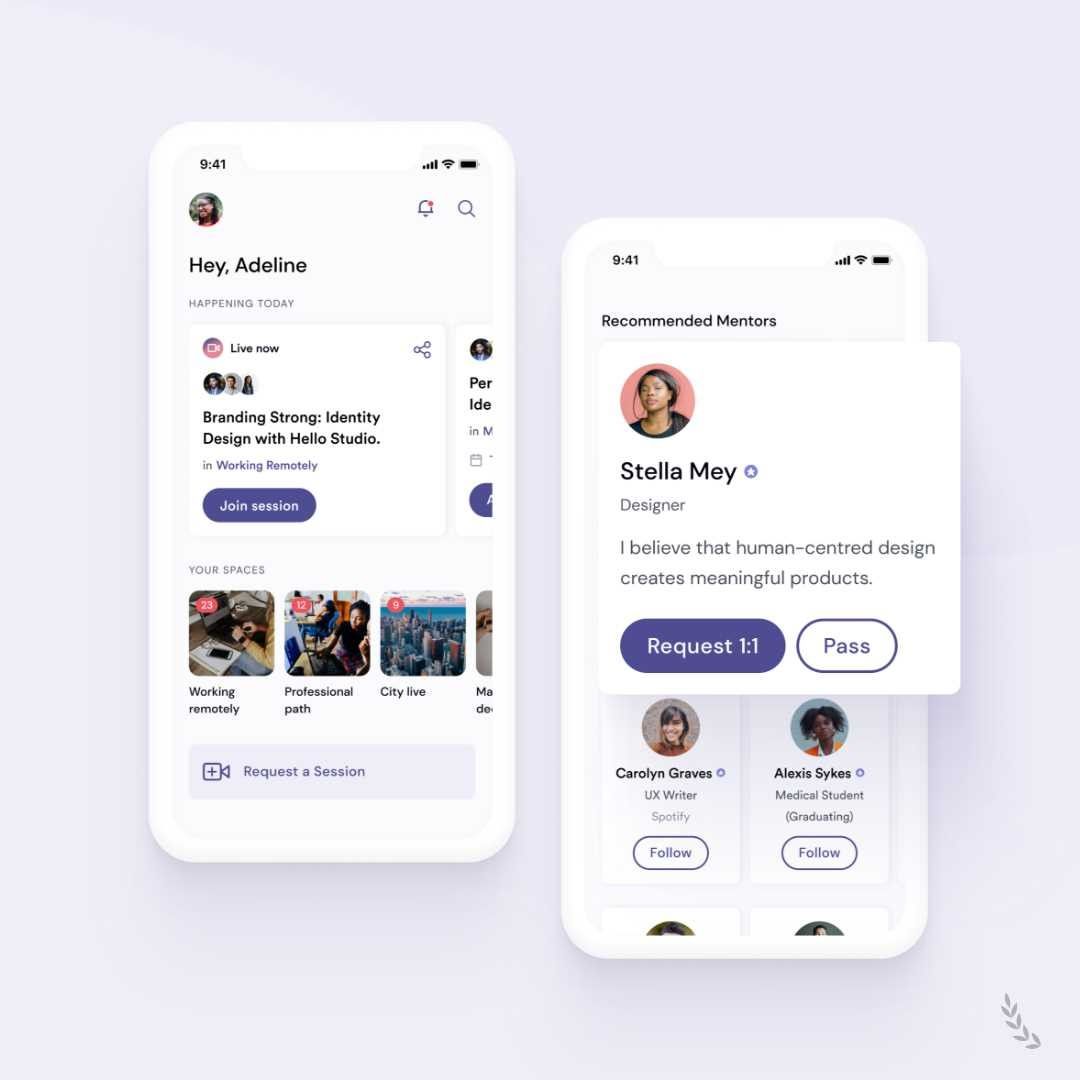 9:41
Hey, Adeline
HAPPENING TODAY
Live now
Branding Strong: Identity
Design with Hello Studio.
in Working Remotely
Join session
Per
Ide
in M
YOUR SPACES
23
12
9
Working
remotely
Professional
path
City live
Ma
dec
Request a Session
9:41
Recommended Mentors
Stella Mey
Designer
I believe that human-centred design
creates meaningful products.
Request 1:1
Pass
Carolyn Graves
UX Writer
Spotify
Follow
Alexis Sykes
Medical Student
(Graduating)
Follow